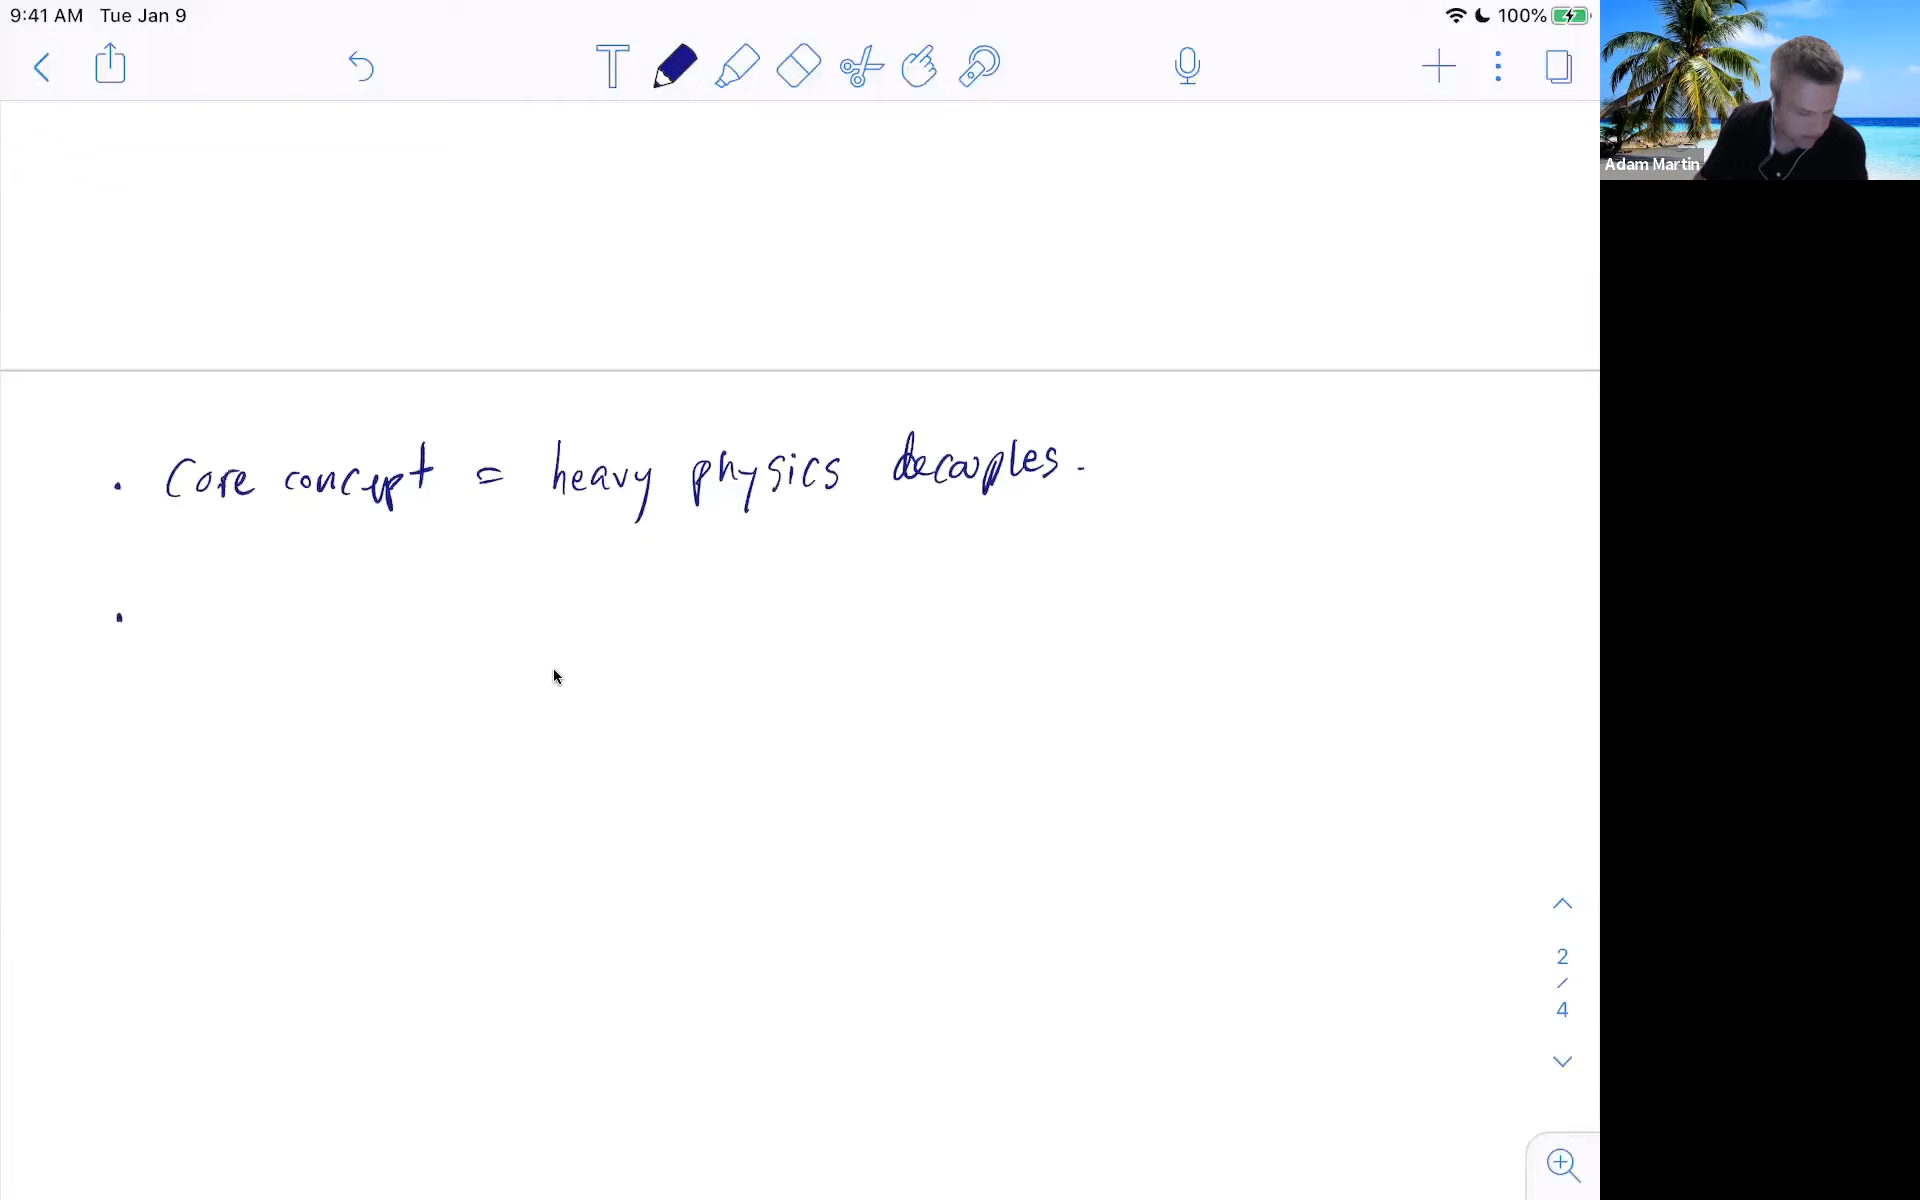 9:41 AM Tue Jan 9
100%
T
Adam Martin
. Core concept = heavy physics decouples.
.
2
/
4